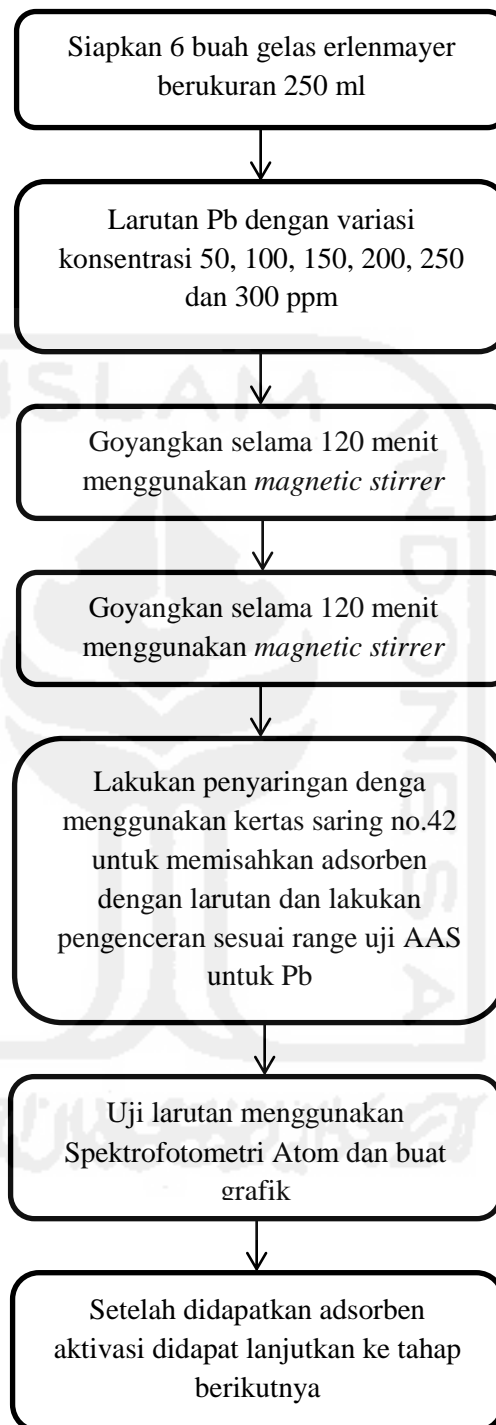 Siapkan 6 buah gelas erlenmayer
berukuran 250 ml
Larutan Pb dengan variasi
konsentrasi 50, 100, 150, 200, 250
dan 300 ppm
Goyangkan selama 120 menit
menggunakan magnetic stirrer
Goyangkan selama 120 menit
menggunakan magnetic stirrer
Lakukan penyaringan denga
menggunakan kertas saring no.42
untuk memisahkan adsorben
dengan larutan dan lakukan
pengenceran sesuai range uji AAS
untuk Pb
Uji larutan menggunakan
Spektrofotometri Atom dan buat
grafik
Setelah didapatkan adsorben
aktivasi didapat lanjutkan ke tahap
berikutnya
ISLAM
INDONESIA